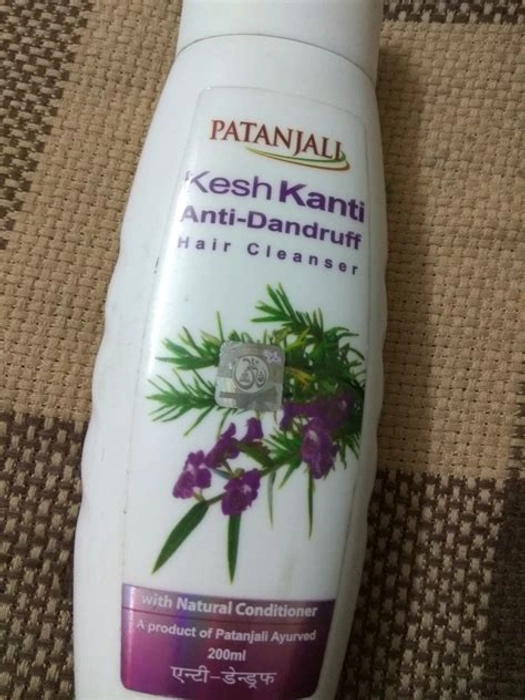 PATANJALI
Kesh Kanti
Anti-Dandruff
Hair Cleanser
with Natural Conditioner
A product of Patanjali Ayurved
200ml
एन्टी-डेन्ड्रफ